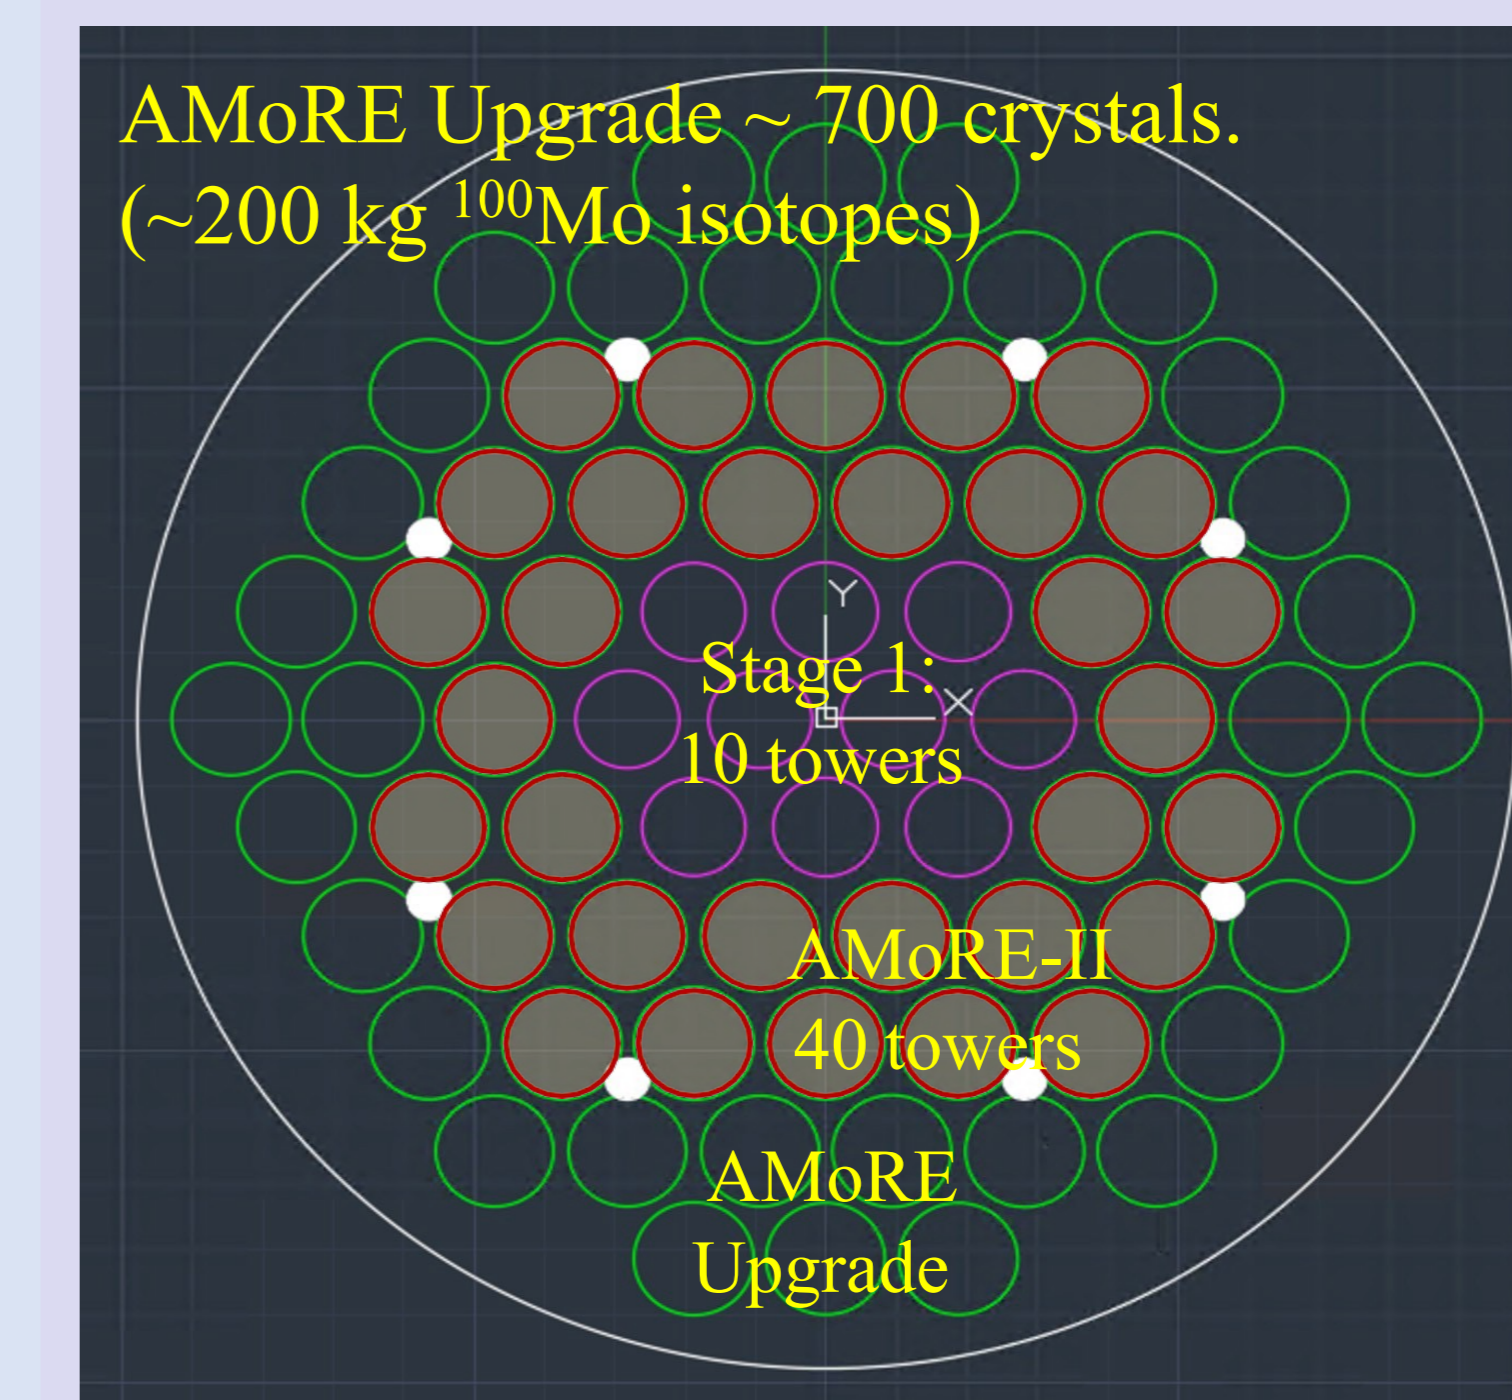 AMoRE Upgrade ~ 700 crystals.
(~200 kg ¹⁰⁰Mo isotopes)
Y
Stage 1:
X
10 towers
AMoRE-II
40 towers
AMoRE
Upgrade